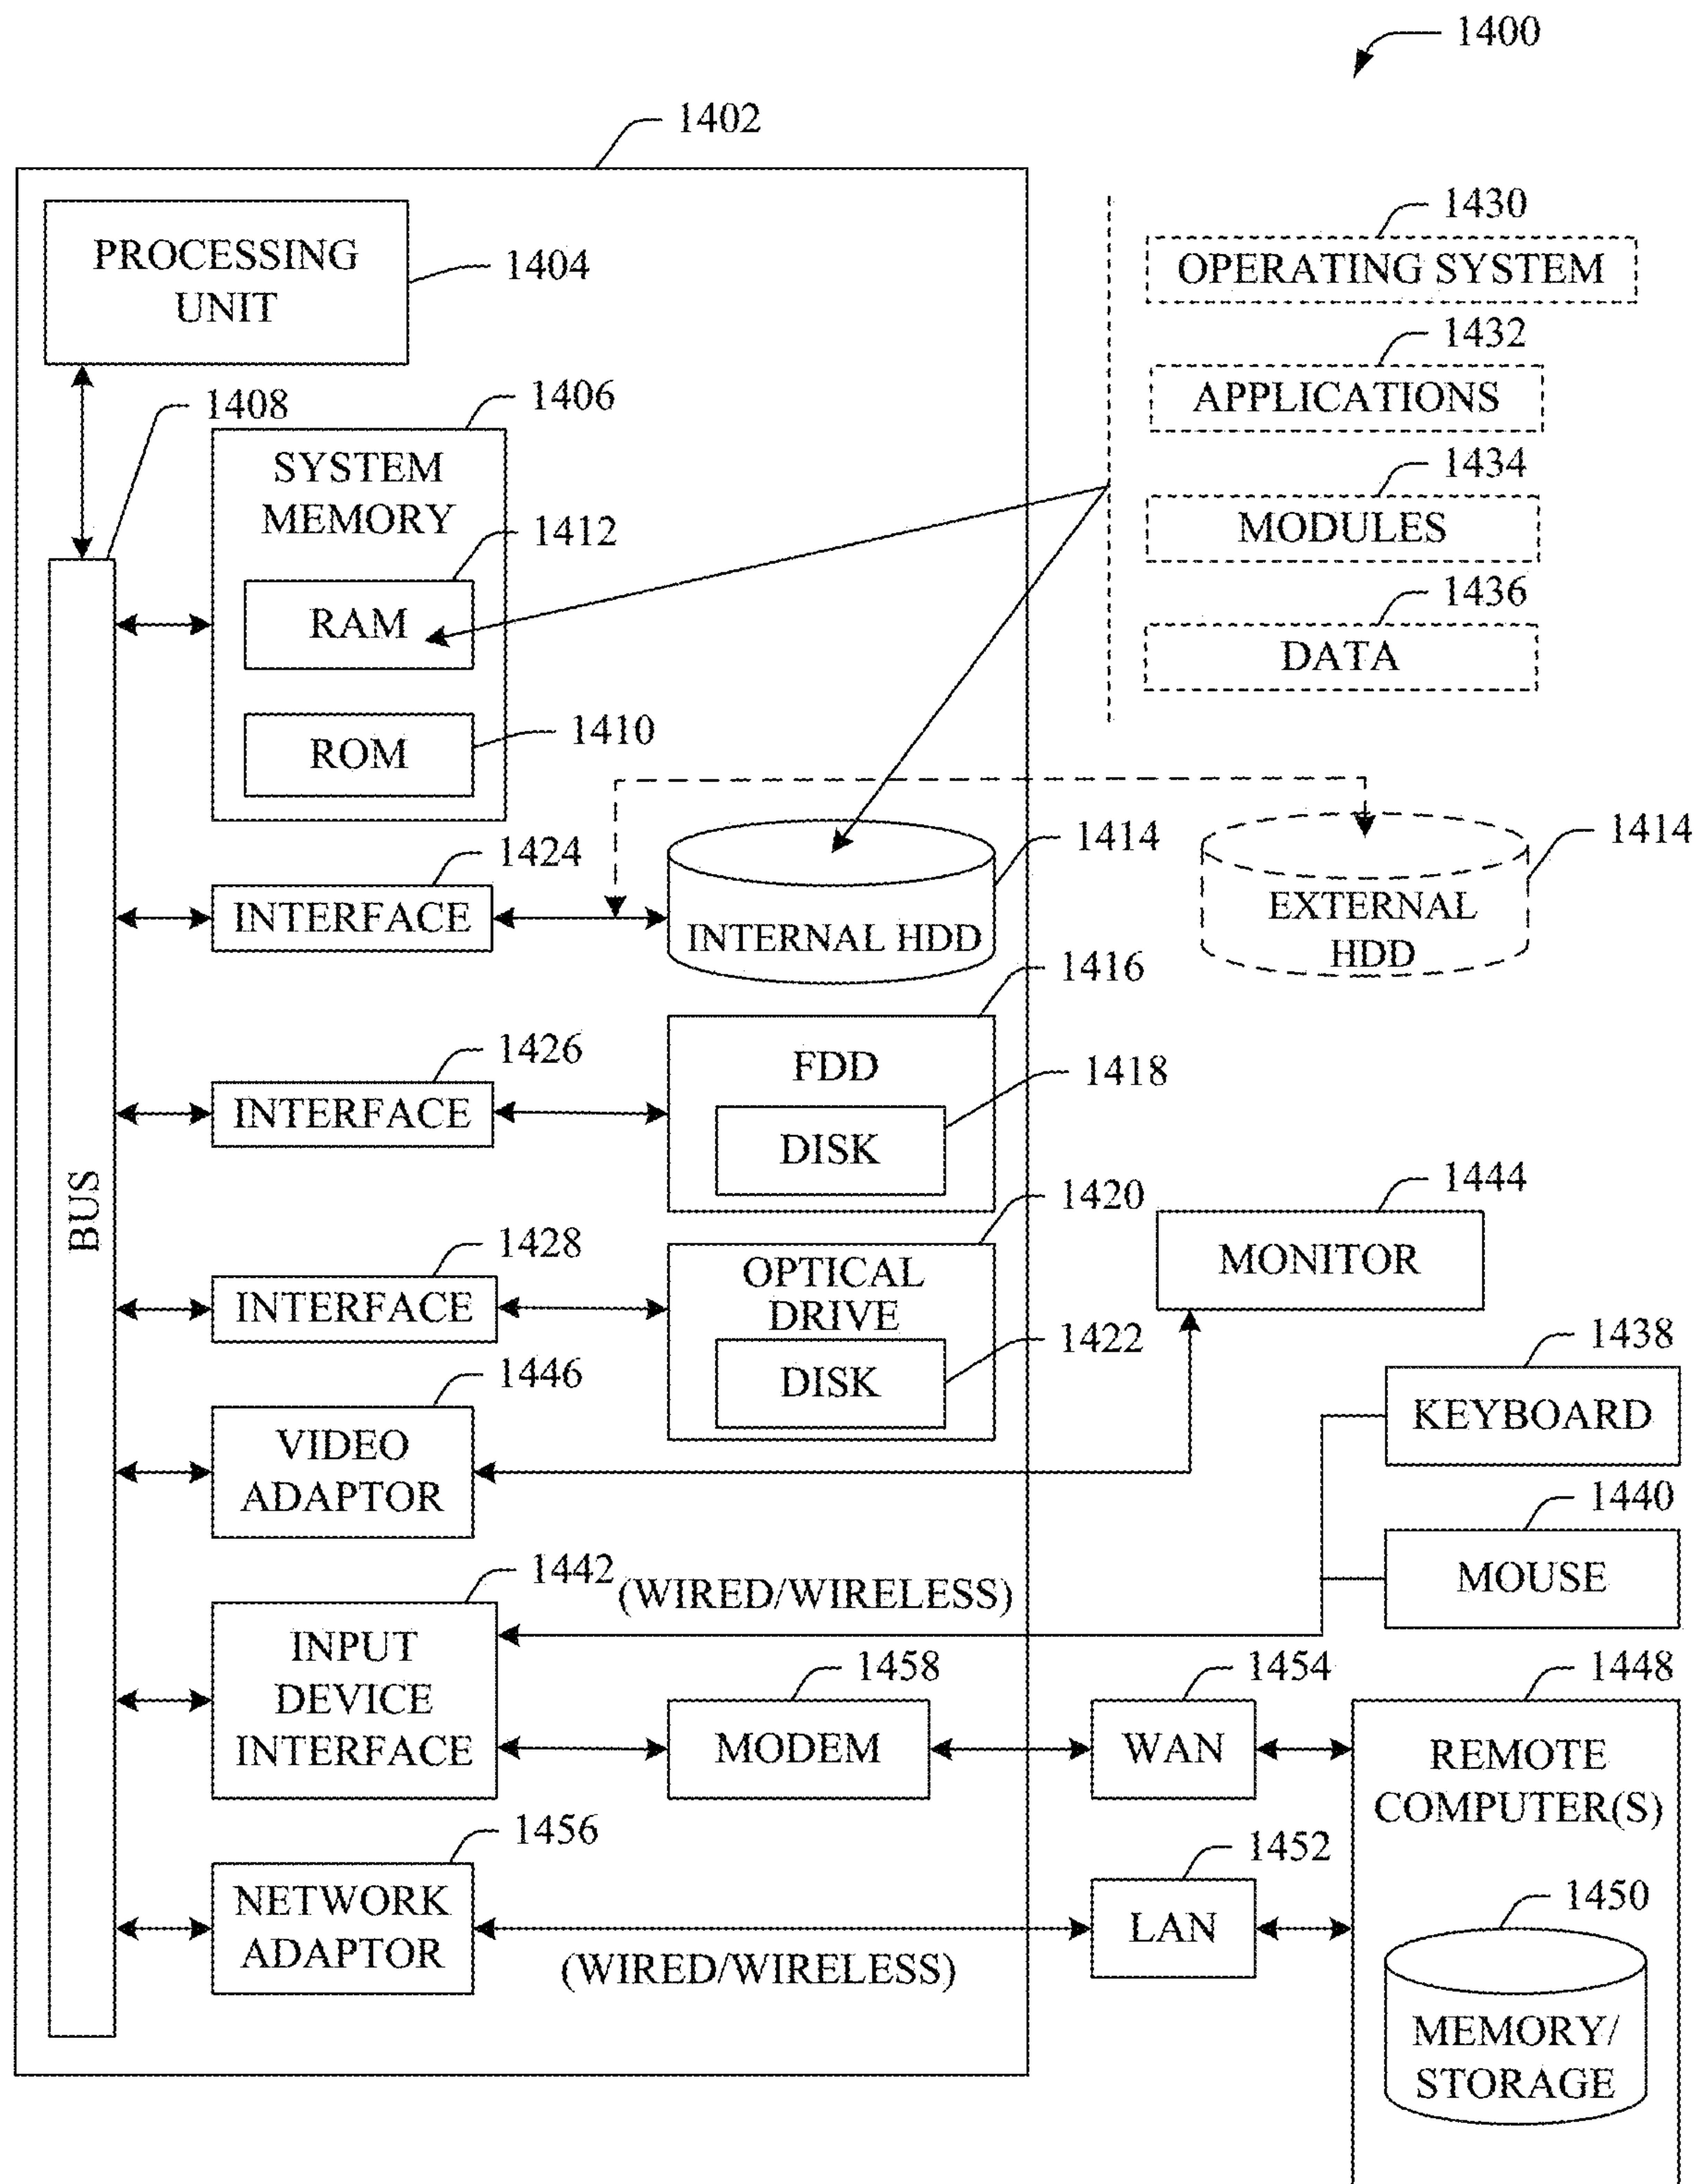 1400
1402
PROCESSING
UNIT
1404
1430
OPERATING SYSTEM
1432
APPLICATIONS
1434
MODULES
1436
DATA
1408
1406
SYSTEM
MEMORY
1412
RAM
1410
ROM
1424
INTERFACE
1414
INTERNAL HDD
1414
EXTERNAL
HDD
1426
INTERFACE
1416
FDD
1418
DISK
BUS
1428
INTERFACE
1420
OPTICAL
DRIVE
1422
DISK
1444
MONITOR
1446
VIDEO
ADAPTOR
1438
KEYBOARD
1440
MOUSE
1442
(WIRED/WIRELESS)
INPUT
DEVICE
INTERFACE
1458
MODEM
1454
WAN
1448
REMOTE
COMPUTER(S)
1456
NETWORK
ADAPTOR
(WIRED/WIRELESS)
1452
LAN
1450
MEMORY/
STORAGE